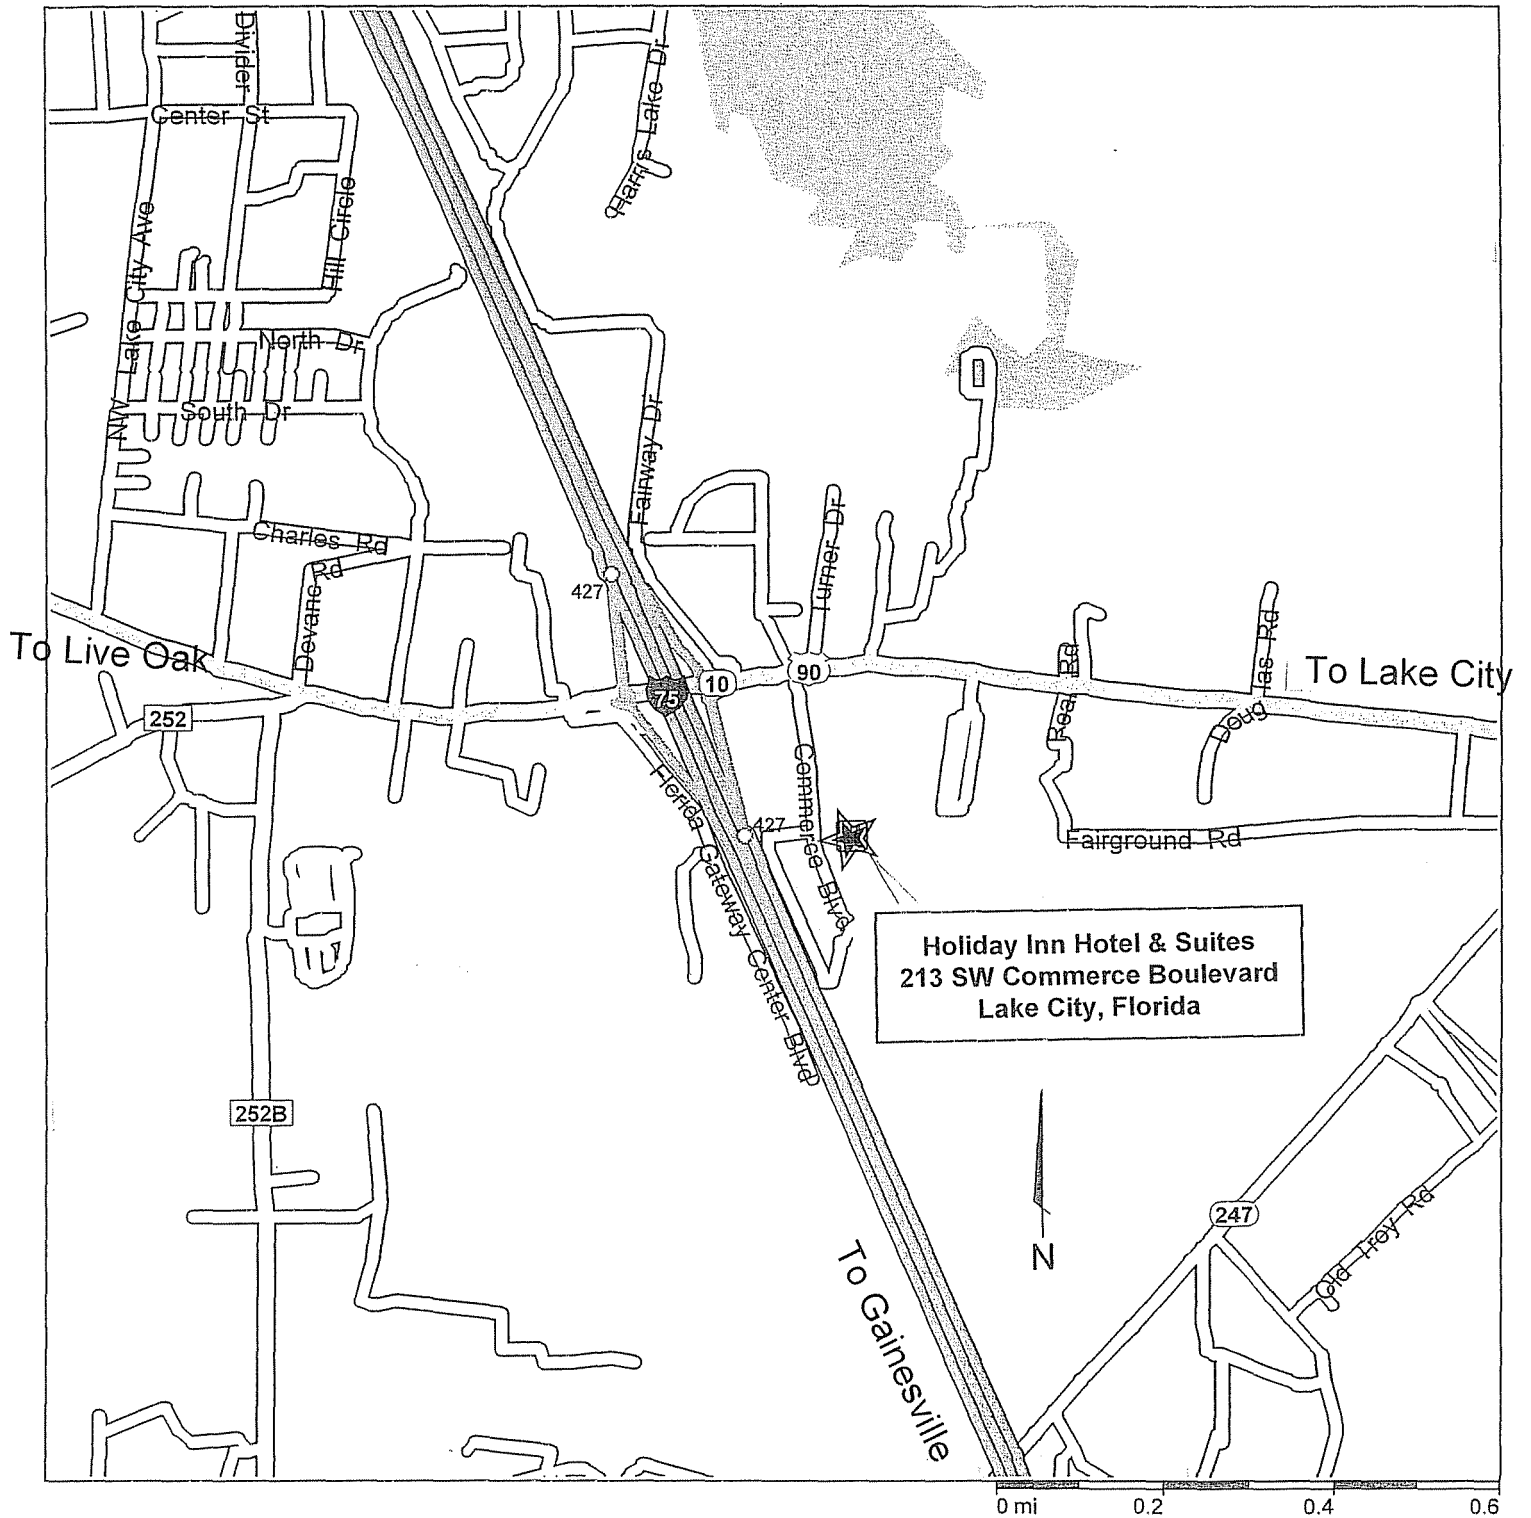 Divider
Center St
Harris Lake Dr
Hill Circle
NW Lake City Ave
North Dr
South Dr
Fairway Dr
Charles Rd
Devane Rd
Turner Dr
427
To Live Oak
252
75
10
90
Real Rd
Douglas Rd
To Lake City
Commerce Blvd
Florida Gateway Center Blvd
427
Fairground Rd
Holiday Inn Hotel & Suites
213 SW Commerce Boulevard
Lake City, Florida
252B
N
247
Old Troy Rd
To Gainesville
0 mi 0.2 0.4 0.6